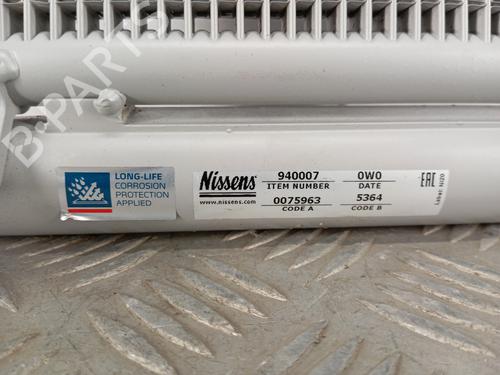 B-PARTS
LONG-LIFE
CORROSION
PROTECTION
APPLIED
Nissens
www.nissens.com
940007 0W0
ITEM NUMBER DATE
0075963 5364
CODE A CODE B
EAC